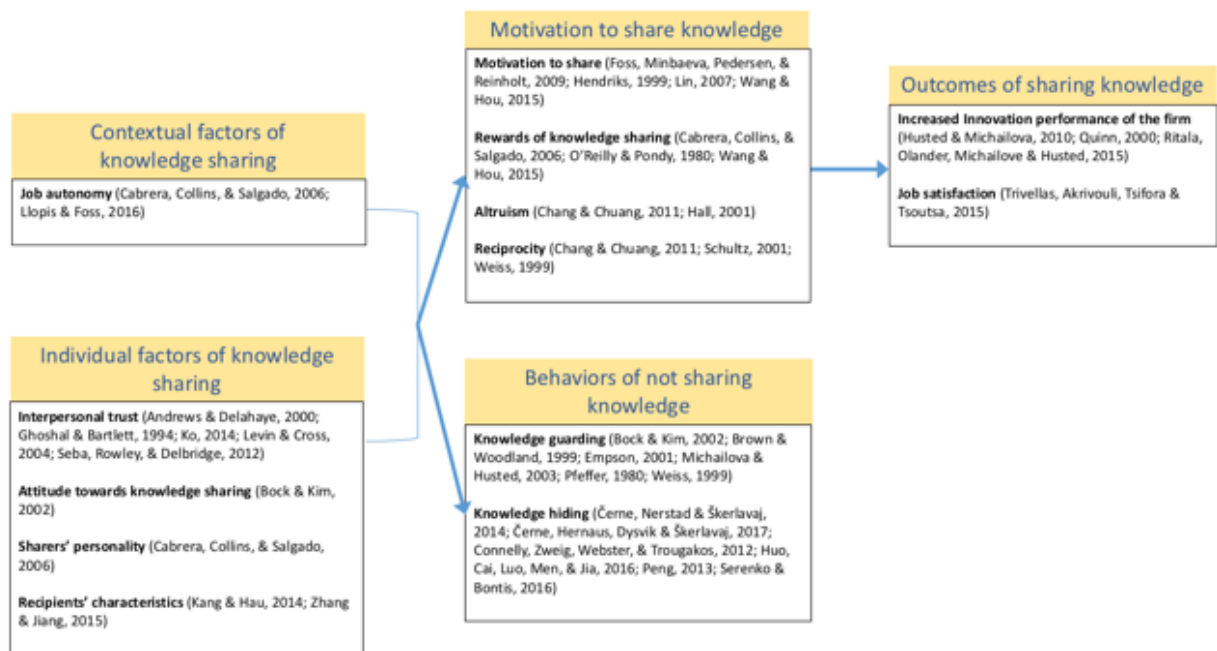 Contextual factors of
knowledge sharing
Job autonomy (Cabrera, Collins, & Salgado, 2006;
Llopis & Foss, 2016)
Individual factors of knowledge
sharing
Interpersonal trust (Andrews & Delahaye, 2000;
Ghoshal & Bartlett, 1994; Ko, 2014; Levin & Cross,
2004; Seba, Rowley, & Delbridge, 2012)
Attitude towards knowledge sharing (Bock & Kim,
2002)
Sharers’ personality (Cabrera, Collins, & Salgado,
2006)
Recipients’ characteristics (Kang & Hau, 2014; Zhang
& Jiang, 2015)
Motivation to share knowledge
Motivation to share (Foss, Minbaeva, Pedersen, &
Reinholt, 2009; Hendriks, 1999; Lin, 2007; Wang &
Hou, 2015)
Rewards of knowledge sharing (Cabrera, Collins, &
Salgado, 2006; O’Reilly & Pondy, 1980; Wang &
Hou, 2015)
Altruism (Chang & Chuang, 2011; Hall, 2001)
Reciprocity (Chang & Chuang, 2011; Schultz, 2001;
Weiss, 1999)
Behaviors of not sharing
knowledge
Knowledge guarding (Bock & Kim, 2002; Brown &
Woodland, 1999; Empson, 2001; Michailova &
Husted, 2003; Pfeffer, 1980; Weiss, 1999)
Knowledge hiding (Černe, Nerstad & Škerlavaj,
2014; Černe, Hernaus, Dysvik & Škerlavaj, 2017;
Connelly, Zweig, Webster, & Trougakos, 2012; Huo,
Cai, Luo, Men, & Jia, 2016; Peng, 2013; Serenko &
Bontis, 2016)
Outcomes of sharing knowledge
Increased Innovation performance of the firm
(Husted & Michailova, 2010; Quinn, 2000; Ritala,
Olander, Michailove & Husted, 2015)
Job satisfaction (Trivellas, Akrivouli, Tsifora &
Tsoutsa, 2015)